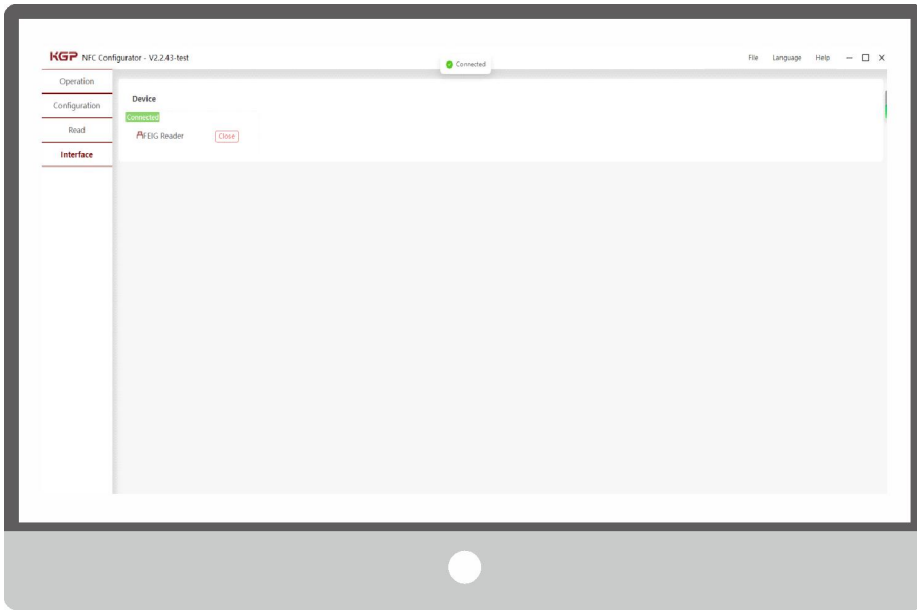 KGP NFC Configurator - V2.2.43-test
Connected
File Language Help
Operation
Configuration
Read
Interface
Device
Connected
FEIG Reader
Close